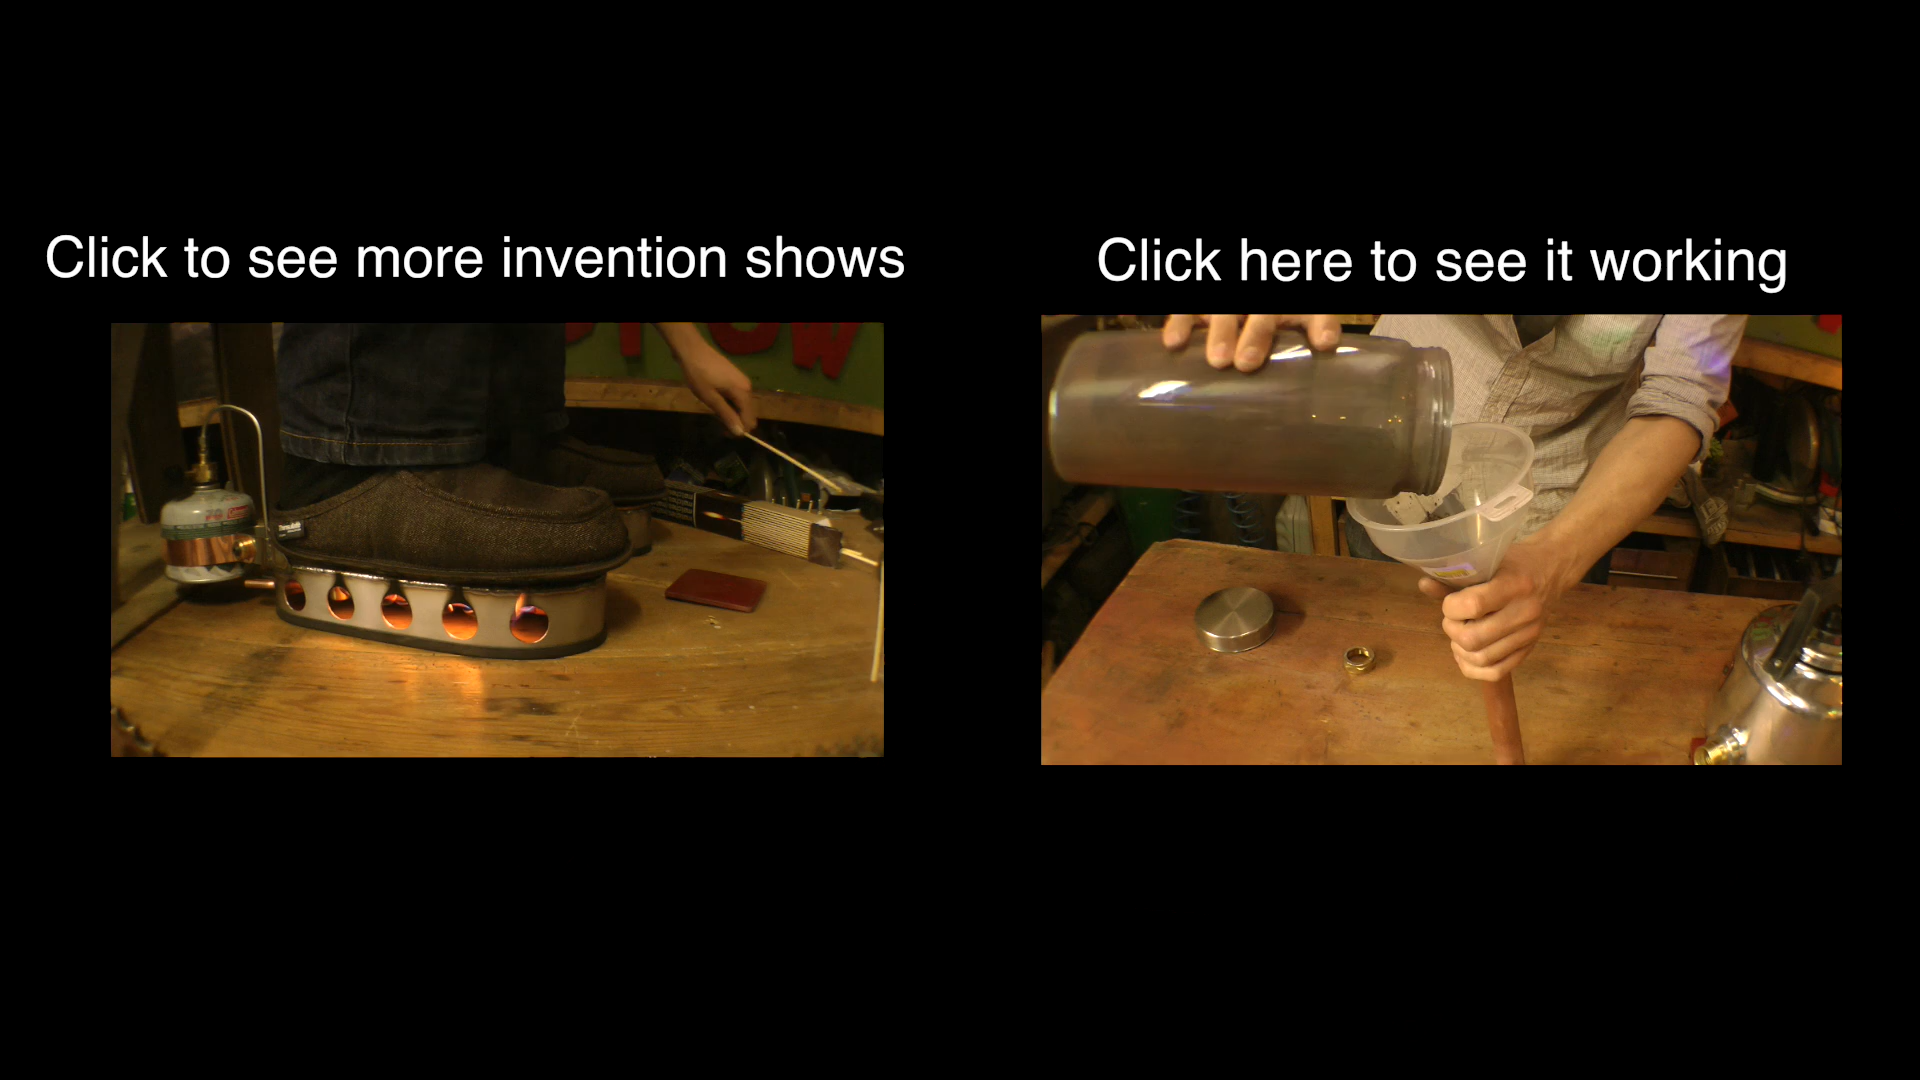 Click to see more invention shows
Click here to see it working